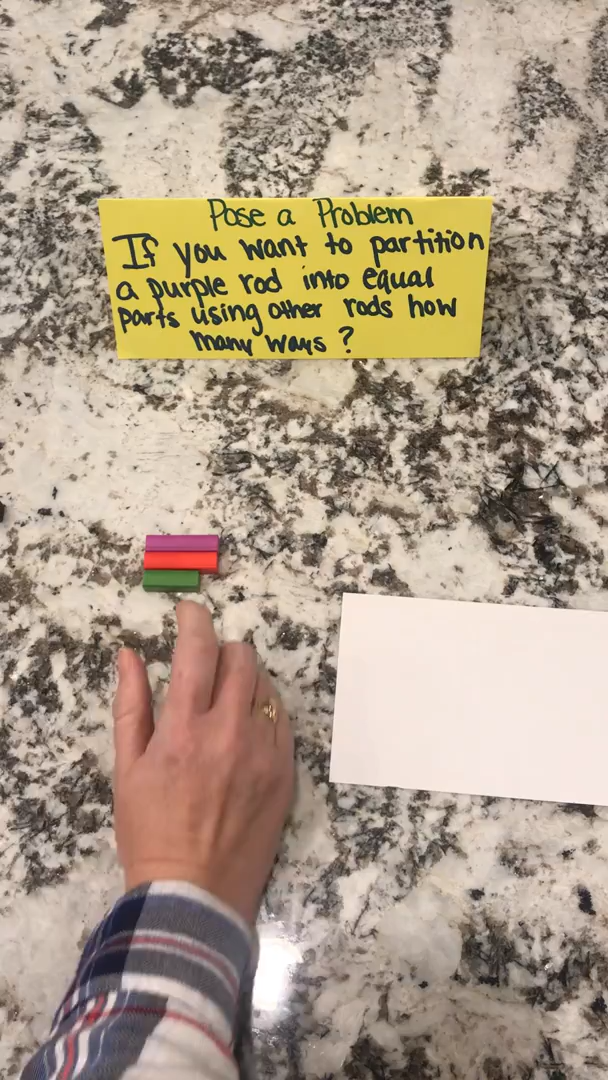 Pose a Problem
If you want to partition
a purple rod into equal
parts using other rods how
many ways ?